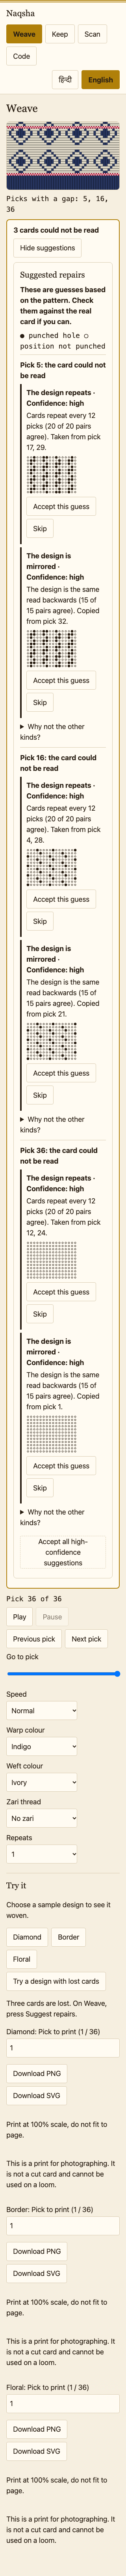 Naqsha
Weave
Keep
Scan
Code
हिन्दी
English
Weave
Picks with a gap: 5, 16,
36
3 cards could not be read
Hide suggestions
Suggested repairs
These are guesses based
on the pattern. Check
them against the real
card if you can.
● punched hole ○
position not punched
Pick 5: the card could not
be read
The design repeats ·
Confidence: high
Cards repeat every 12
picks (20 of 20 pairs
agree). Taken from pick
17, 29.
Accept this guess
Skip
The design is
mirrored ·
Confidence: high
The design is the same
read backwards (15 of
15 pairs agree). Copied
from pick 32.
Accept this guess
Skip
▶ Why not the other
kinds?
Pick 16: the card could
not be read
The design repeats ·
Confidence: high
Cards repeat every 12
picks (20 of 20 pairs
agree). Taken from pick
4, 28.
Accept this guess
Skip
The design is
mirrored ·
Confidence: high
The design is the same
read backwards (15 of
15 pairs agree). Copied
from pick 21.
Accept this guess
Skip
▶ Why not the other
kinds?
Pick 36: the card could
not be read
The design repeats ·
Confidence: high
Cards repeat every 12
picks (20 of 20 pairs
agree). Taken from pick
12, 24.
Accept this guess
Skip
The design is
mirrored ·
Confidence: high
The design is the same
read backwards (15 of
15 pairs agree). Copied
from pick 1.
Accept this guess
Skip
▶ Why not the other
kinds?
Accept all high-
confidence
suggestions
Pick 36 of 36
Play
Pause
Previous pick
Next pick
Go to pick
Speed
Normal
Warp colour
Indigo
Weft colour
Ivory
Zari thread
No zari
Repeats
1
Try it
Choose a sample design to see it
woven.
Diamond
Border
Floral
Try a design with lost cards
Three cards are lost. On Weave,
press Suggest repairs.
Diamond: Pick to print (1 / 36)
1
Download PNG
Download SVG
Print at 100% scale, do not fit to
page.
This is a print for photographing. It
is not a cut card and cannot be
used on a loom.
Border: Pick to print (1 / 36)
1
Download PNG
Download SVG
Print at 100% scale, do not fit to
page.
This is a print for photographing. It
is not a cut card and cannot be
used on a loom.
Floral: Pick to print (1 / 36)
1
Download PNG
Download SVG
Print at 100% scale, do not fit to
page.
This is a print for photographing. It
is not a cut card and cannot be
used on a loom.